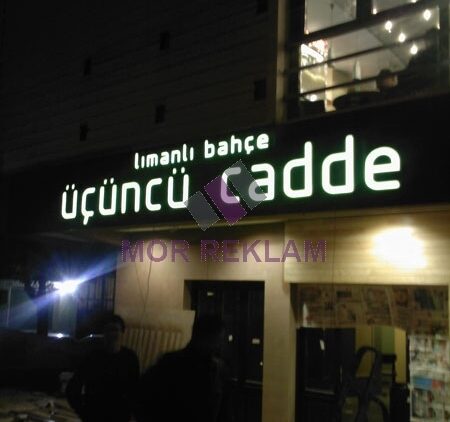 lımanlı bahçe
üçüncü cadde
MOR REKLAM